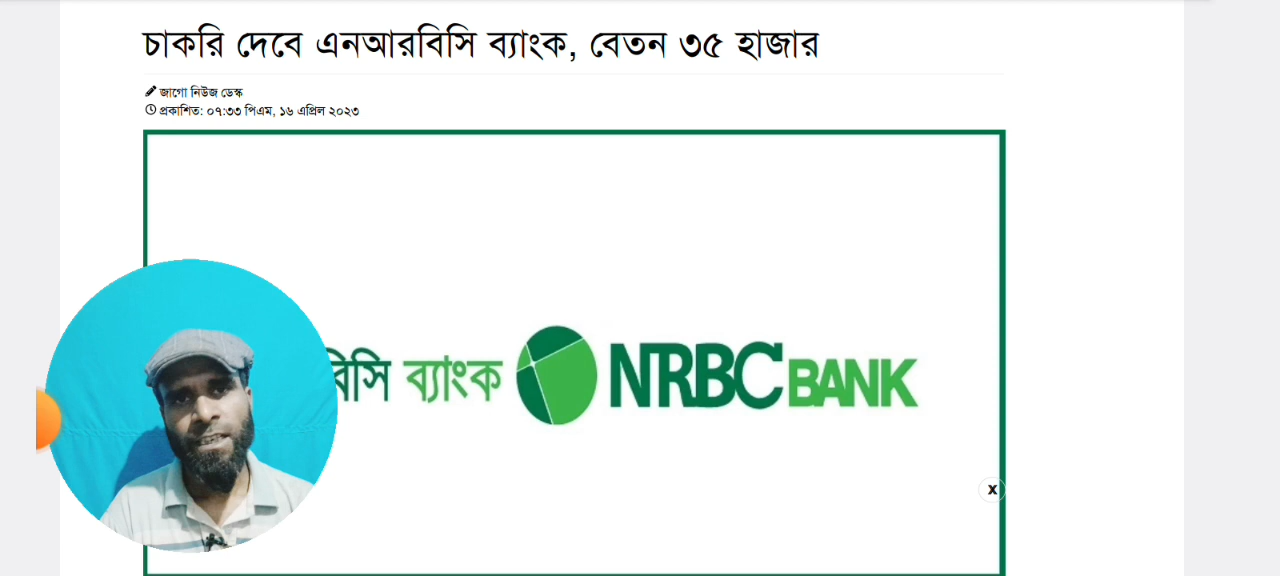 চাকরি দেবে এনআরবিসি ব্যাংক, বেতন ৩৫ হাজার
জাগো নিউজ ডেস্ক
প্রকাশিত: ০৭:৩৩ পিএম, ১৬ এপ্রিল ২০২৩
ব্যাংক NRBC BANK
X